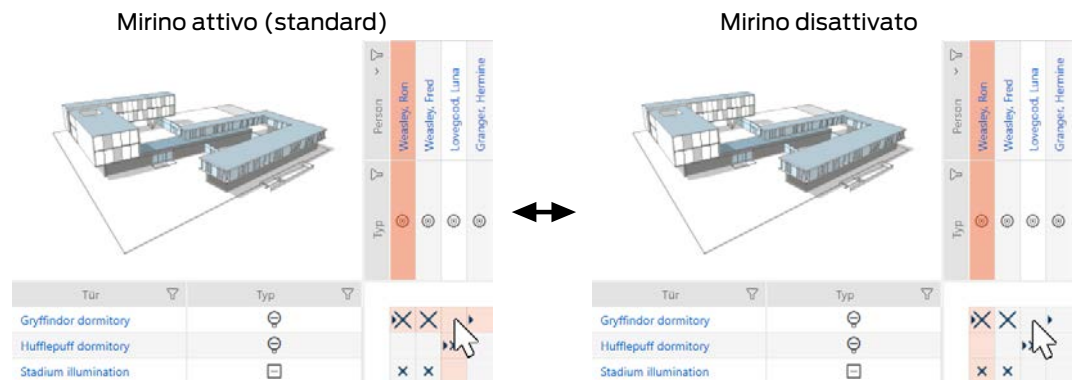 Mirino attivo (standard)
Mirino disattivato
Person
Weasley, Ron
Weasley, Fred
Lovegood, Luna
Granger, Hermine
Typ
Tür Typ
Gryffindor dormitory
Hufflepuff dormitory
Stadium illumination
Person
Weasley, Ron
Weasley, Fred
Lovegood, Luna
Granger, Hermine
Typ
Tür Typ
Gryffindor dormitory
Hufflepuff dormitory
Stadium illumination